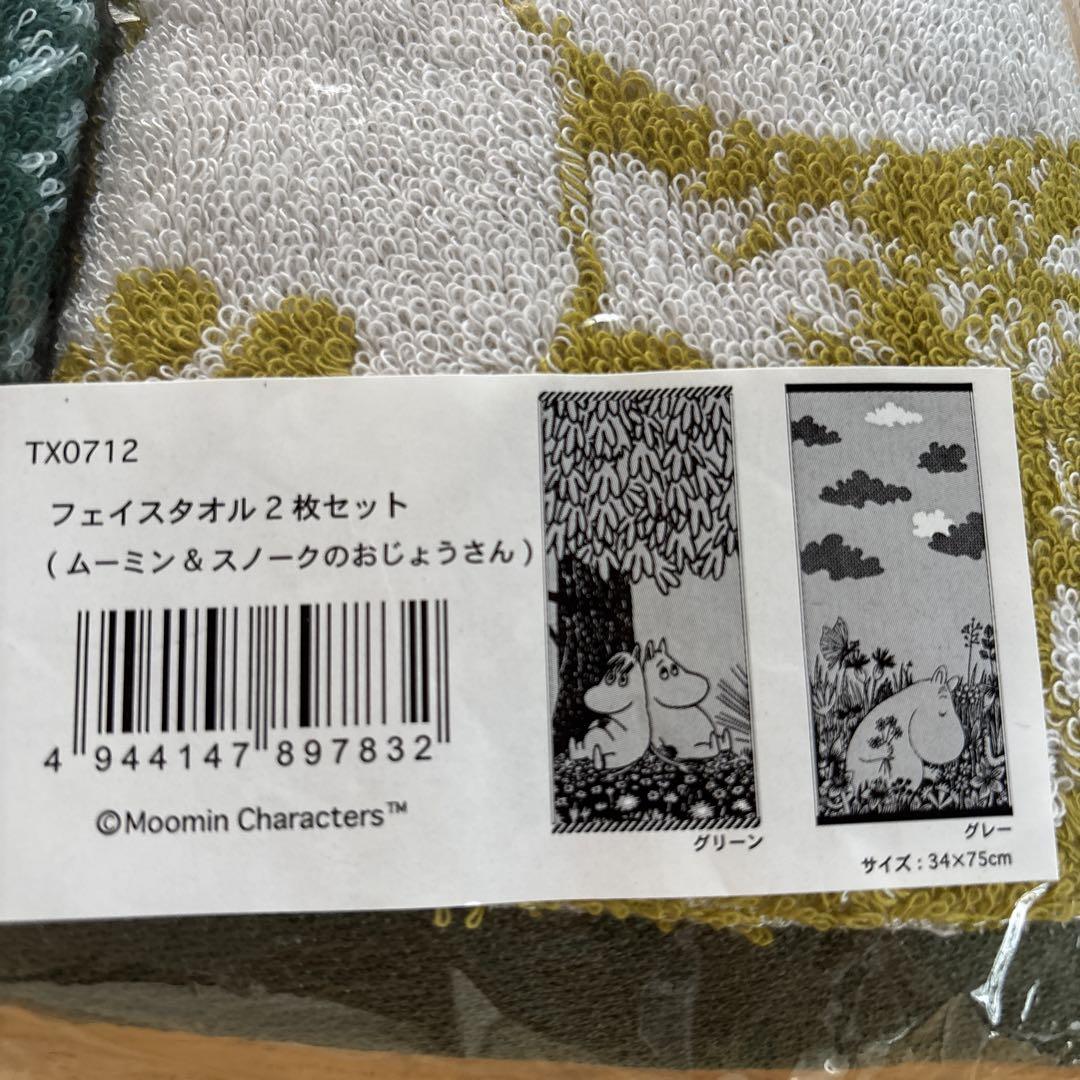 TX0712
フェイスタオル2枚セット
(ムーミン&スノークのおじょうさん)
4 944147 897832
©Moomin Characters™
グリーン
グレー
サイズ:34×75cm